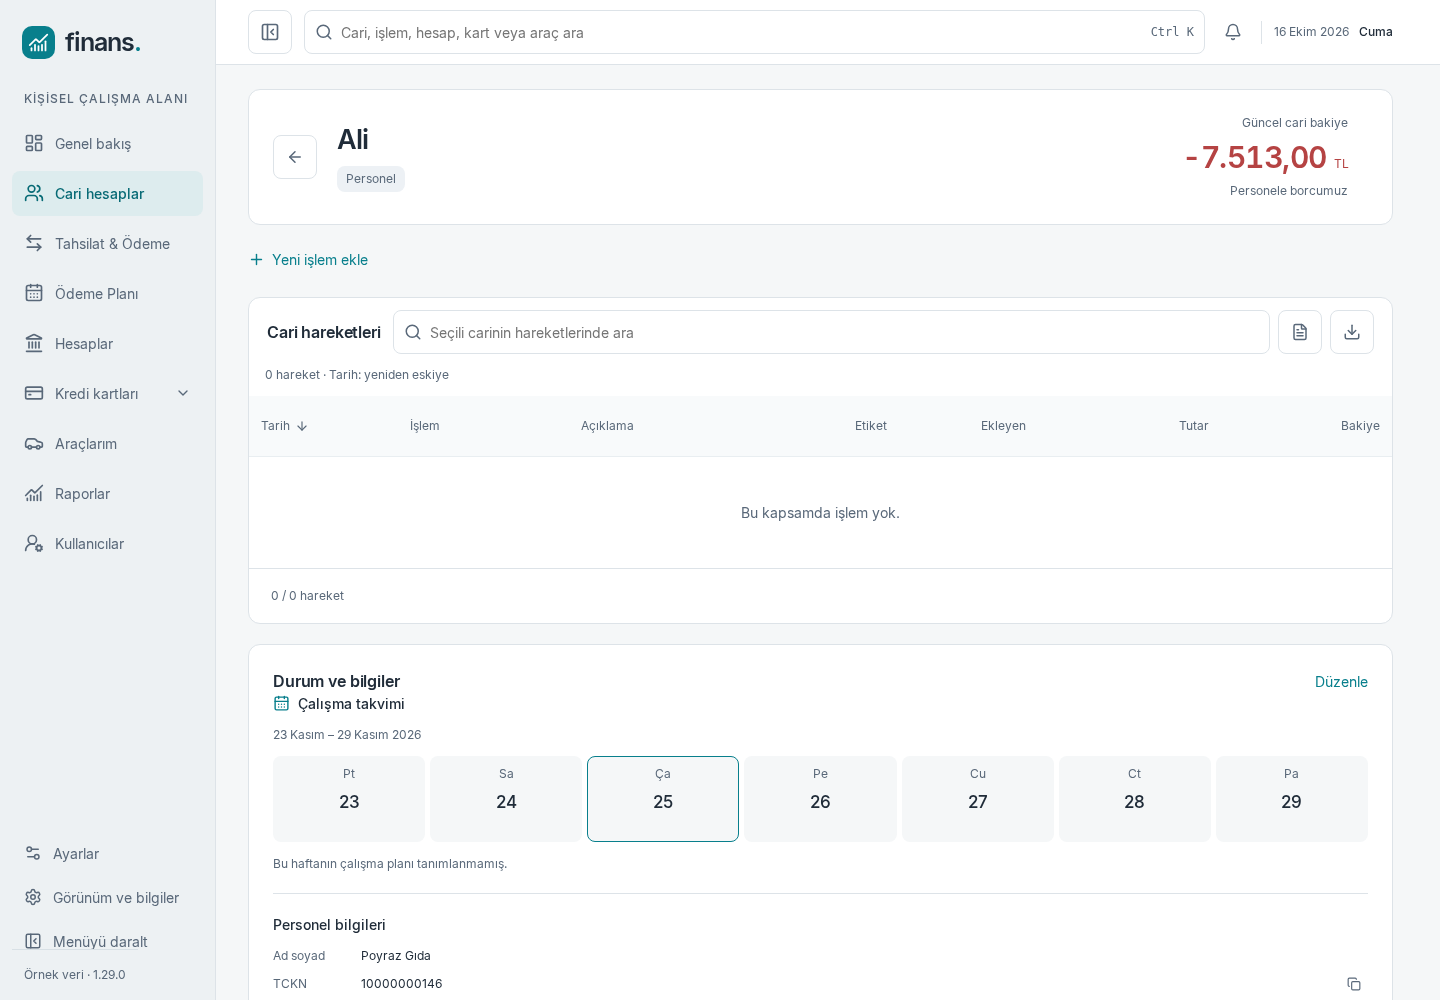 finans.
KİŞİSEL ÇALIŞMA ALANI
Genel bakış
Cari hesaplar
Tahsilat & Ödeme
Ödeme Planı
Hesaplar
Kredi kartları
Araçlarım
Raporlar
Kullanıcılar
Ayarlar
Görünüm ve bilgiler
Menüyü daralt
Örnek veri · 1.29.0
Cari, işlem, hesap, kart veya araç ara Ctrl K
16 Ekim 2026 Cuma
Ali
Personel
Güncel cari bakiye
-7.513,00 TL
Personele borcumuz
Yeni işlem ekle
Cari hareketleri
Seçili carinin hareketlerinde ara
0 hareket · Tarih: yeniden eskiye
Tarih İşlem Açıklama Etiket Ekleyen Tutar Bakiye
Bu kapsamda işlem yok.
0 / 0 hareket
Durum ve bilgiler Düzenle
Çalışma takvimi
23 Kasım – 29 Kasım 2026
Pt Sa Ça Pe Cu Ct Pa
23 24 25 26 27 28 29
Bu haftanın çalışma planı tanımlanmamış.
Personel bilgileri
Ad soyad Poyraz Gıda
TCKN 10000000146